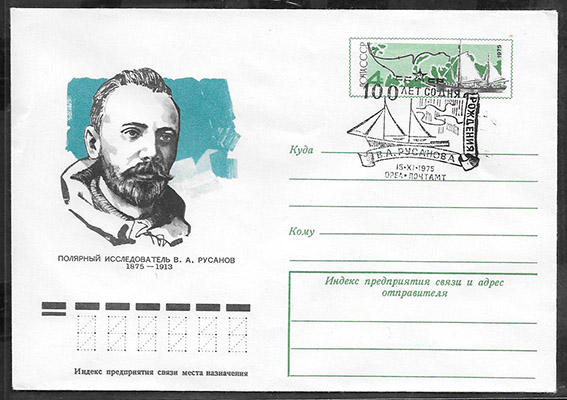 ПОЧТА СССР
4
1975
100 ЛЕТ СО ДНЯ
РОЖДЕНИЯ
В.А. РУСАНОВА
15·XI·1975
ОРЕЛ • ПОЧТАМТ
Куда
Кому
ПОЛЯРНЫЙ ИССЛЕДОВАТЕЛЬ В. А. РУСАНОВ
1875 — 1913
Индекс предприятия связи и адрес
отправителя
Индекс предприятия связи места назначения